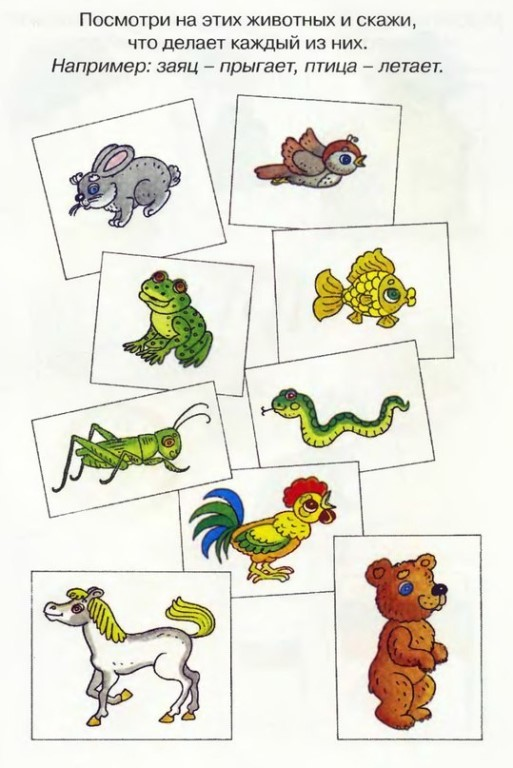 Посмотри на этих животных и скажи,
что делает каждый из них.
Например: заяц – прыгает, птица – летает.